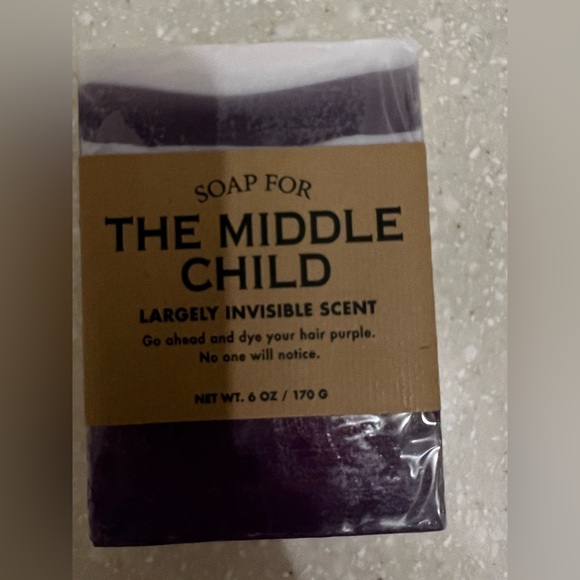 SOAP FOR
THE MIDDLE
CHILD
LARGELY INVISIBLE SCENT
Go ahead and dye your hair purple.
No one will notice.
NET WT. 6 OZ / 170 G